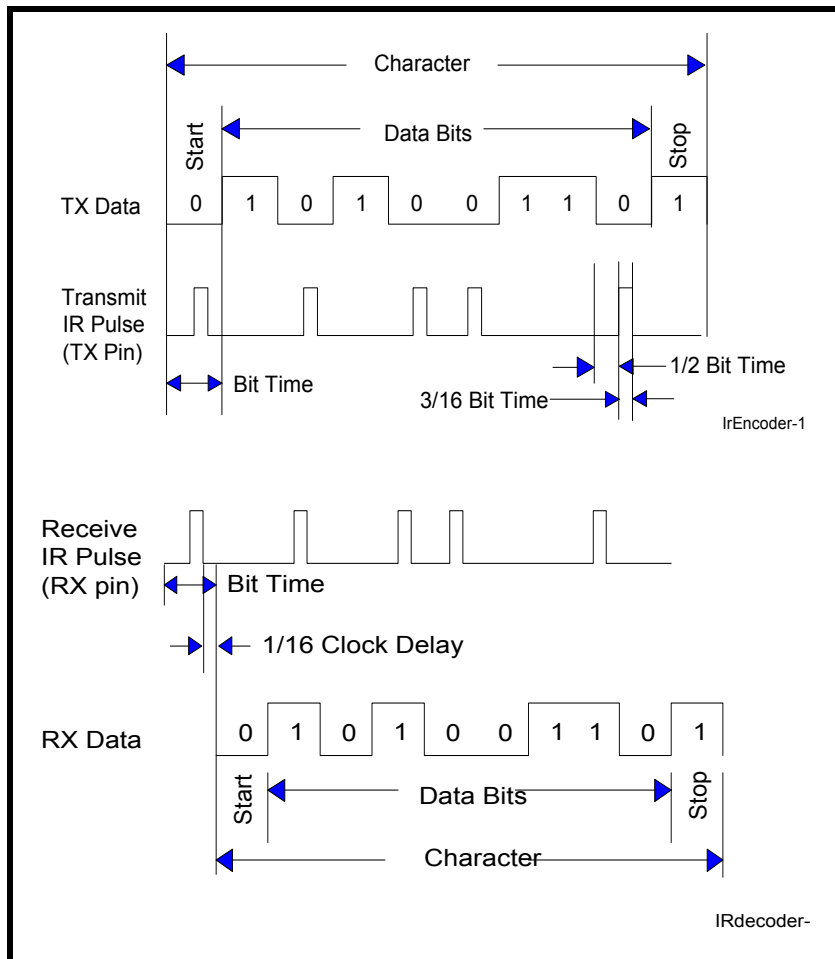 Character
Start
Data Bits
Stop
TX Data
0 1 0 1 0 0 1 1 0 1
Transmit
IR Pulse
(TX Pin)
Bit Time
1/2 Bit Time
3/16 Bit Time
IrEncoder-1
Receive
IR Pulse
(RX pin)
Bit Time
1/16 Clock Delay
RX Data
0 1 0 1 0 0 1 1 0 1
Start
Data Bits
Stop
Character
IRdecoder-